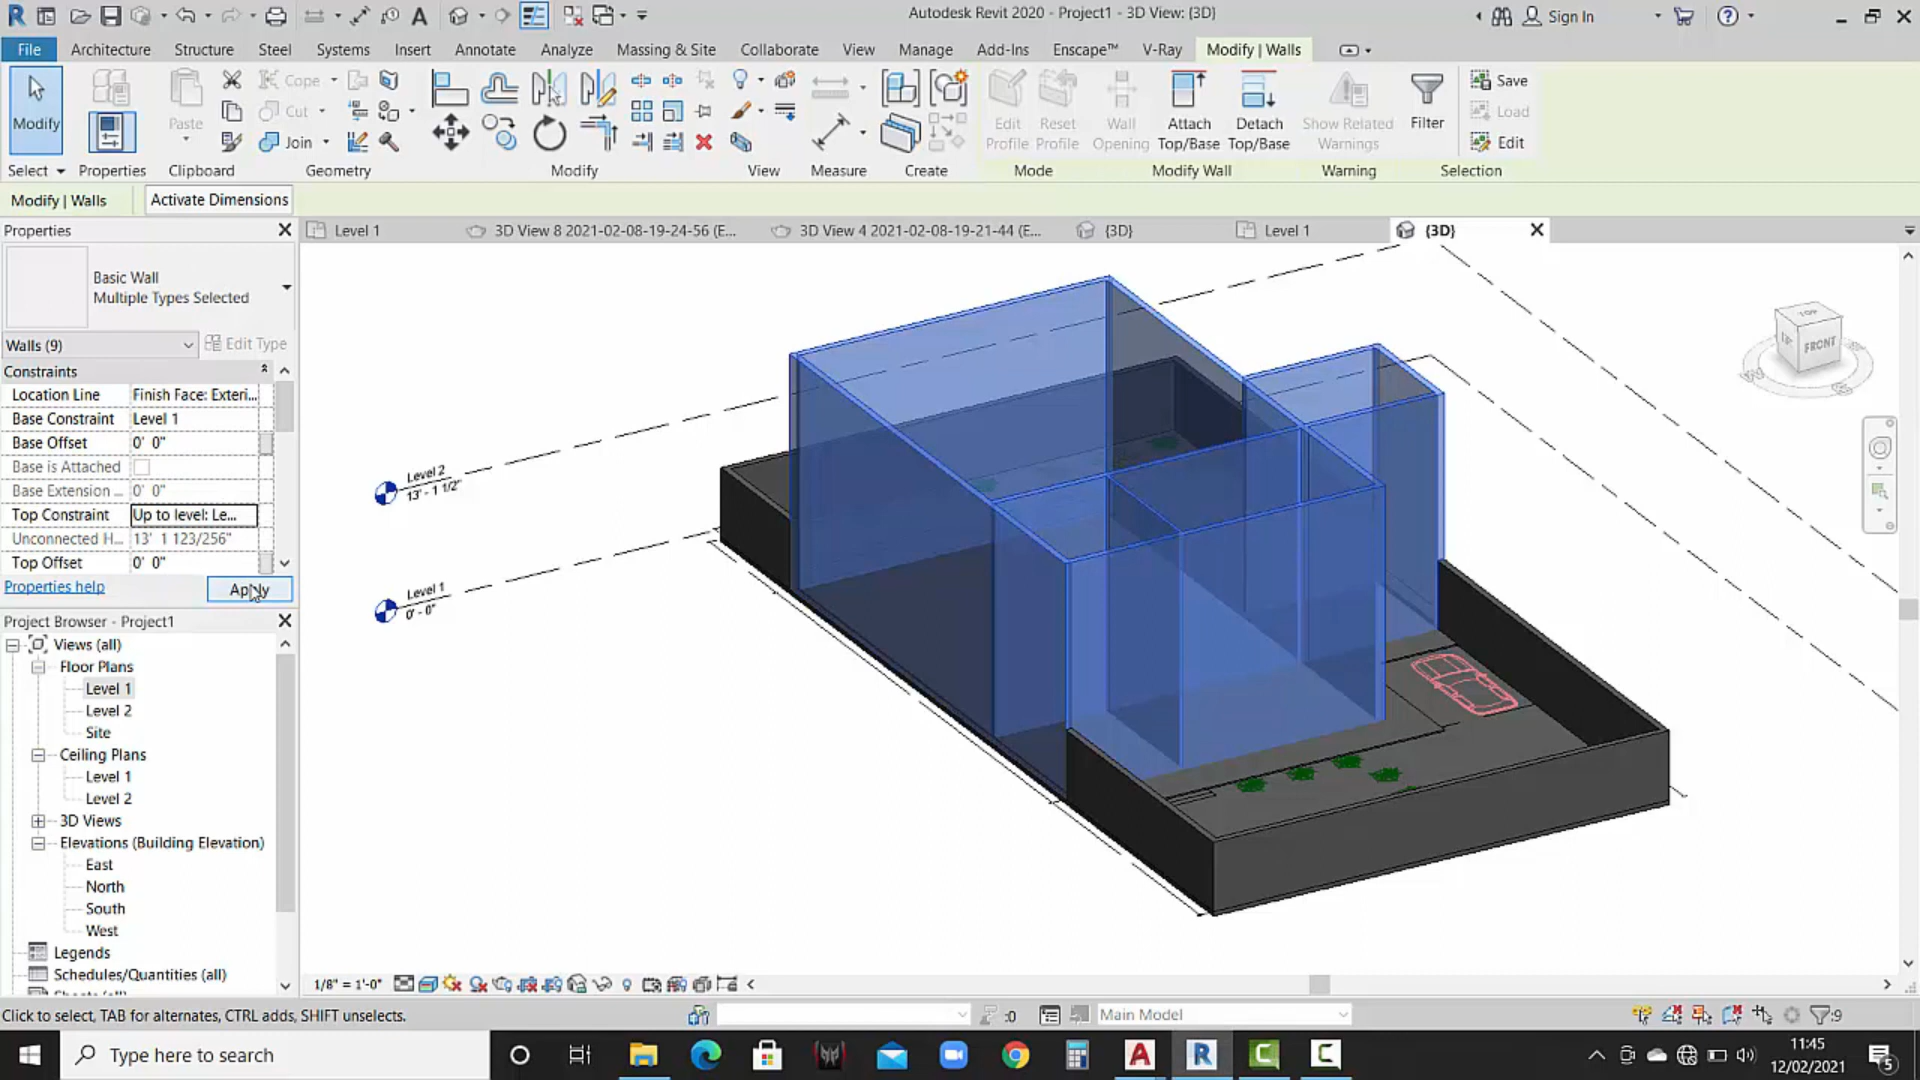 Autodesk Revit 2020 - Project1 - 3D View: {3D}
Sign In
File
Architecture
Structure
Steel
Systems
Insert
Annotate
Analyze
Massing & Site
Collaborate
View
Manage
Add-Ins
Enscape™
V-Ray
Modify | Walls
Modify
Paste
Cope
Cut
Join
Edit
Profile
Reset
Profile
Wall
Opening
Attach
Top/Base
Detach
Top/Base
Show Related
Warnings
Filter
Save
Load
Edit
Select
Properties
Clipboard
Geometry
Modify
View
Measure
Create
Mode
Modify Wall
Warning
Selection
Modify | Walls
Activate Dimensions
Properties
Level 1
3D View 8 2021-02-08-19-24-56 (E...
3D View 4 2021-02-08-19-21-44 (E...
{3D}
Level 1
{3D}
Basic Wall
Multiple Types Selected
Walls (9)
Edit Type
Constraints
Location Line
Finish Face: Exteri...
Base Constraint
Level 1
Base Offset
0' 0"
Base is Attached
Base Extension ...
0' 0"
Top Constraint
Up to level: Le...
Unconnected H...
13' 1 123/256"
Top Offset
0' 0"
Properties help
Apply
Project Browser - Project1
Views (all)
Floor Plans
Level 1
Level 2
Site
Ceiling Plans
Level 1
Level 2
3D Views
Elevations (Building Elevation)
East
North
South
West
Legends
Schedules/Quantities (all)
Level 2
13' - 1 1/2"
Level 1
0' - 0"
TOP
FRONT
1/8" = 1'-0"
Click to select, TAB for alternates, CTRL adds, SHIFT unselects.
:0
Main Model
:9
Type here to search
11:45
12/02/2021
5